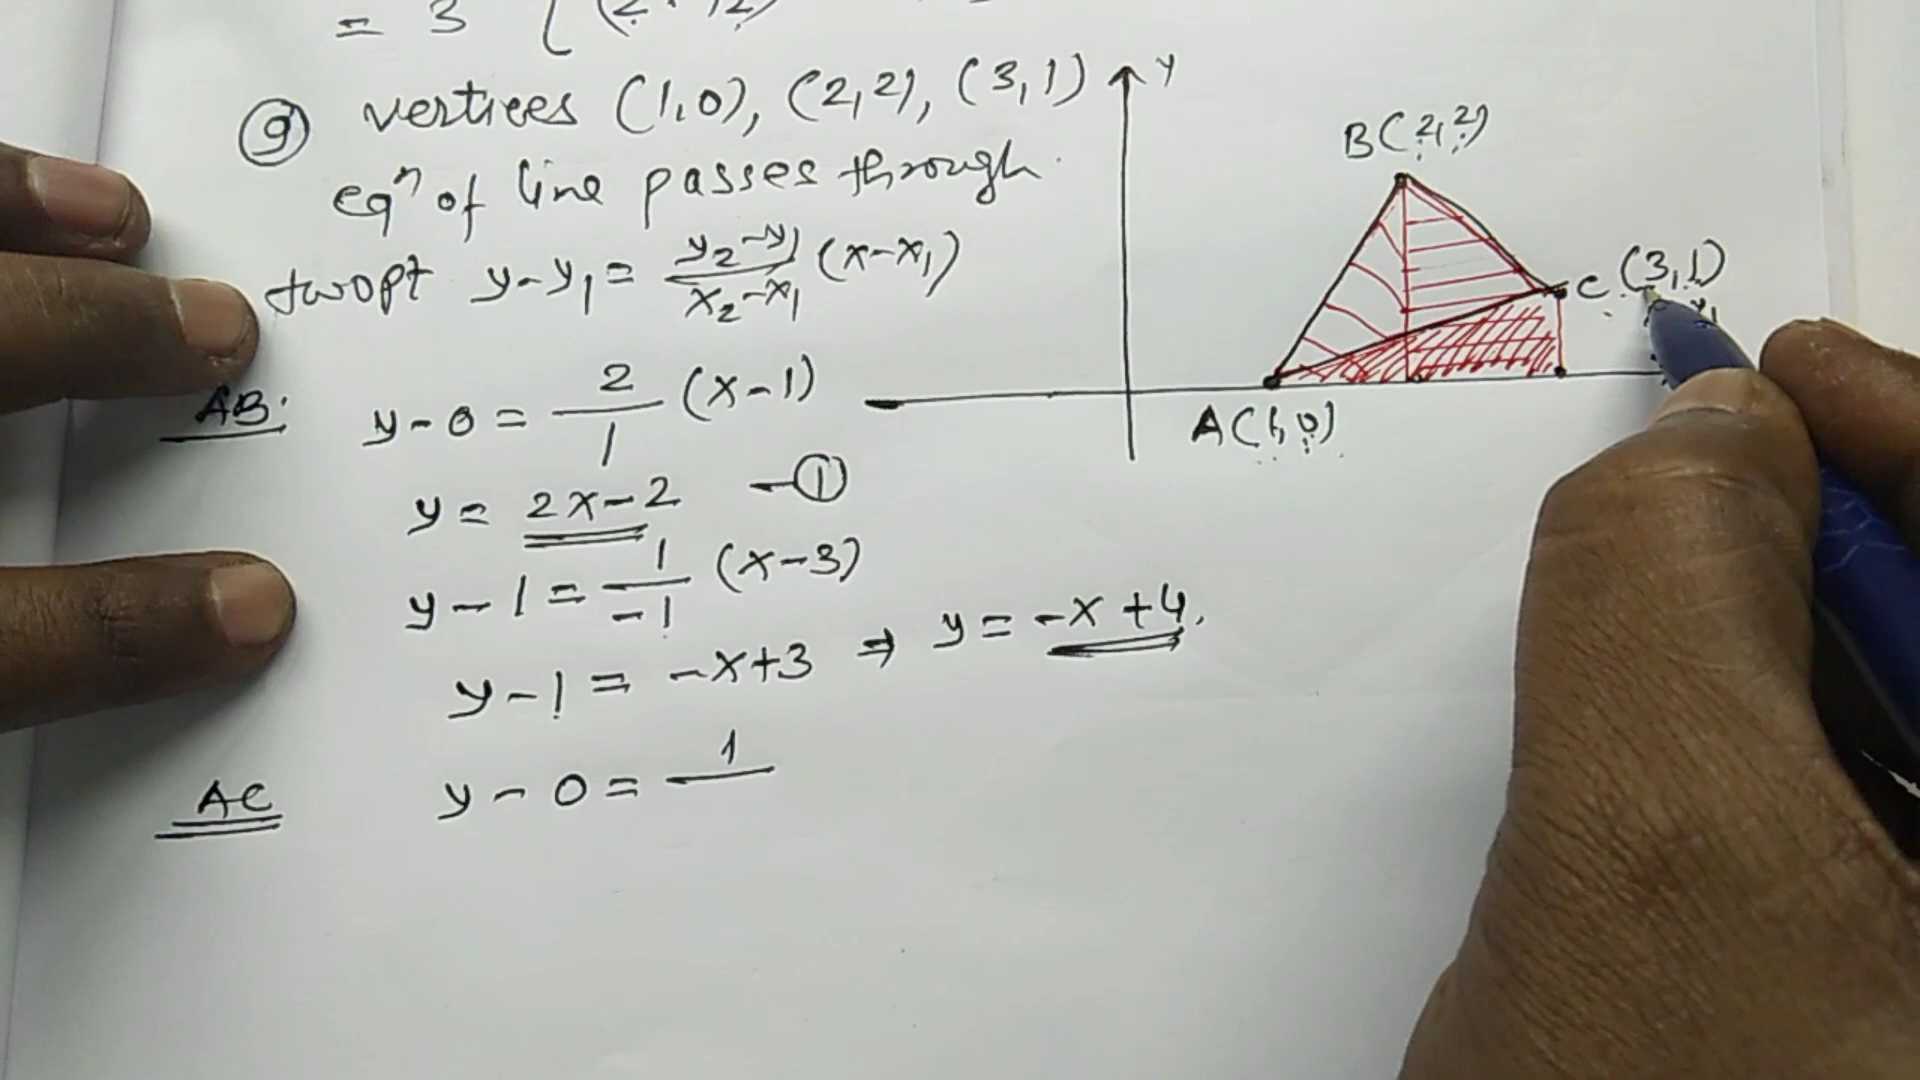 = 3
⑨ vertices (1,0), (2,2), (3,1)
eqⁿ of line passes through
two pt y-y₁ = y₂-y₁/x₂-x₁ (x-x₁)
AB: y-0 = 2/1 (x-1)
y = 2x-2 —①
y-1 = 1/-1 (x-3)
y-1 = -x+3 ⇒ y = -x+4.
AC y-0 = 1
Y
B(2,2)
C (3,1)
A(1,0)